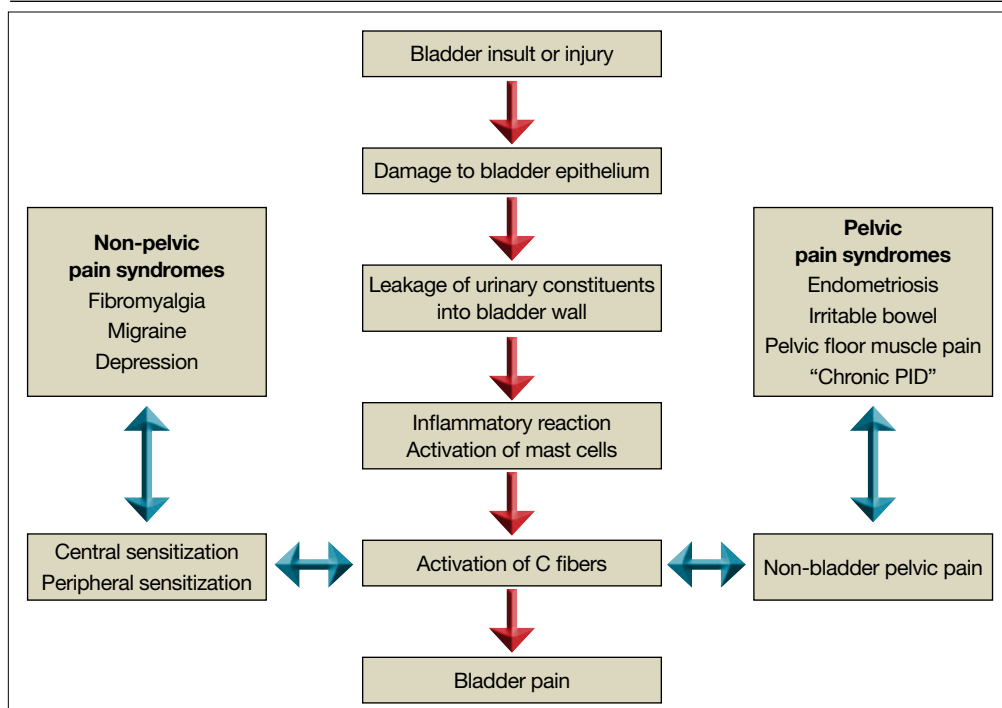 Bladder insult or injury
Damage to bladder epithelium
Non-pelvic
pain syndromes
Fibromyalgia
Migraine
Depression
Leakage of urinary constituents
into bladder wall
Pelvic
pain syndromes
Endometriosis
Irritable bowel
Pelvic floor muscle pain
“Chronic PID”
Inflammatory reaction
Activation of mast cells
Central sensitization
Peripheral sensitization
Activation of C fibers
Non-bladder pelvic pain
Bladder pain